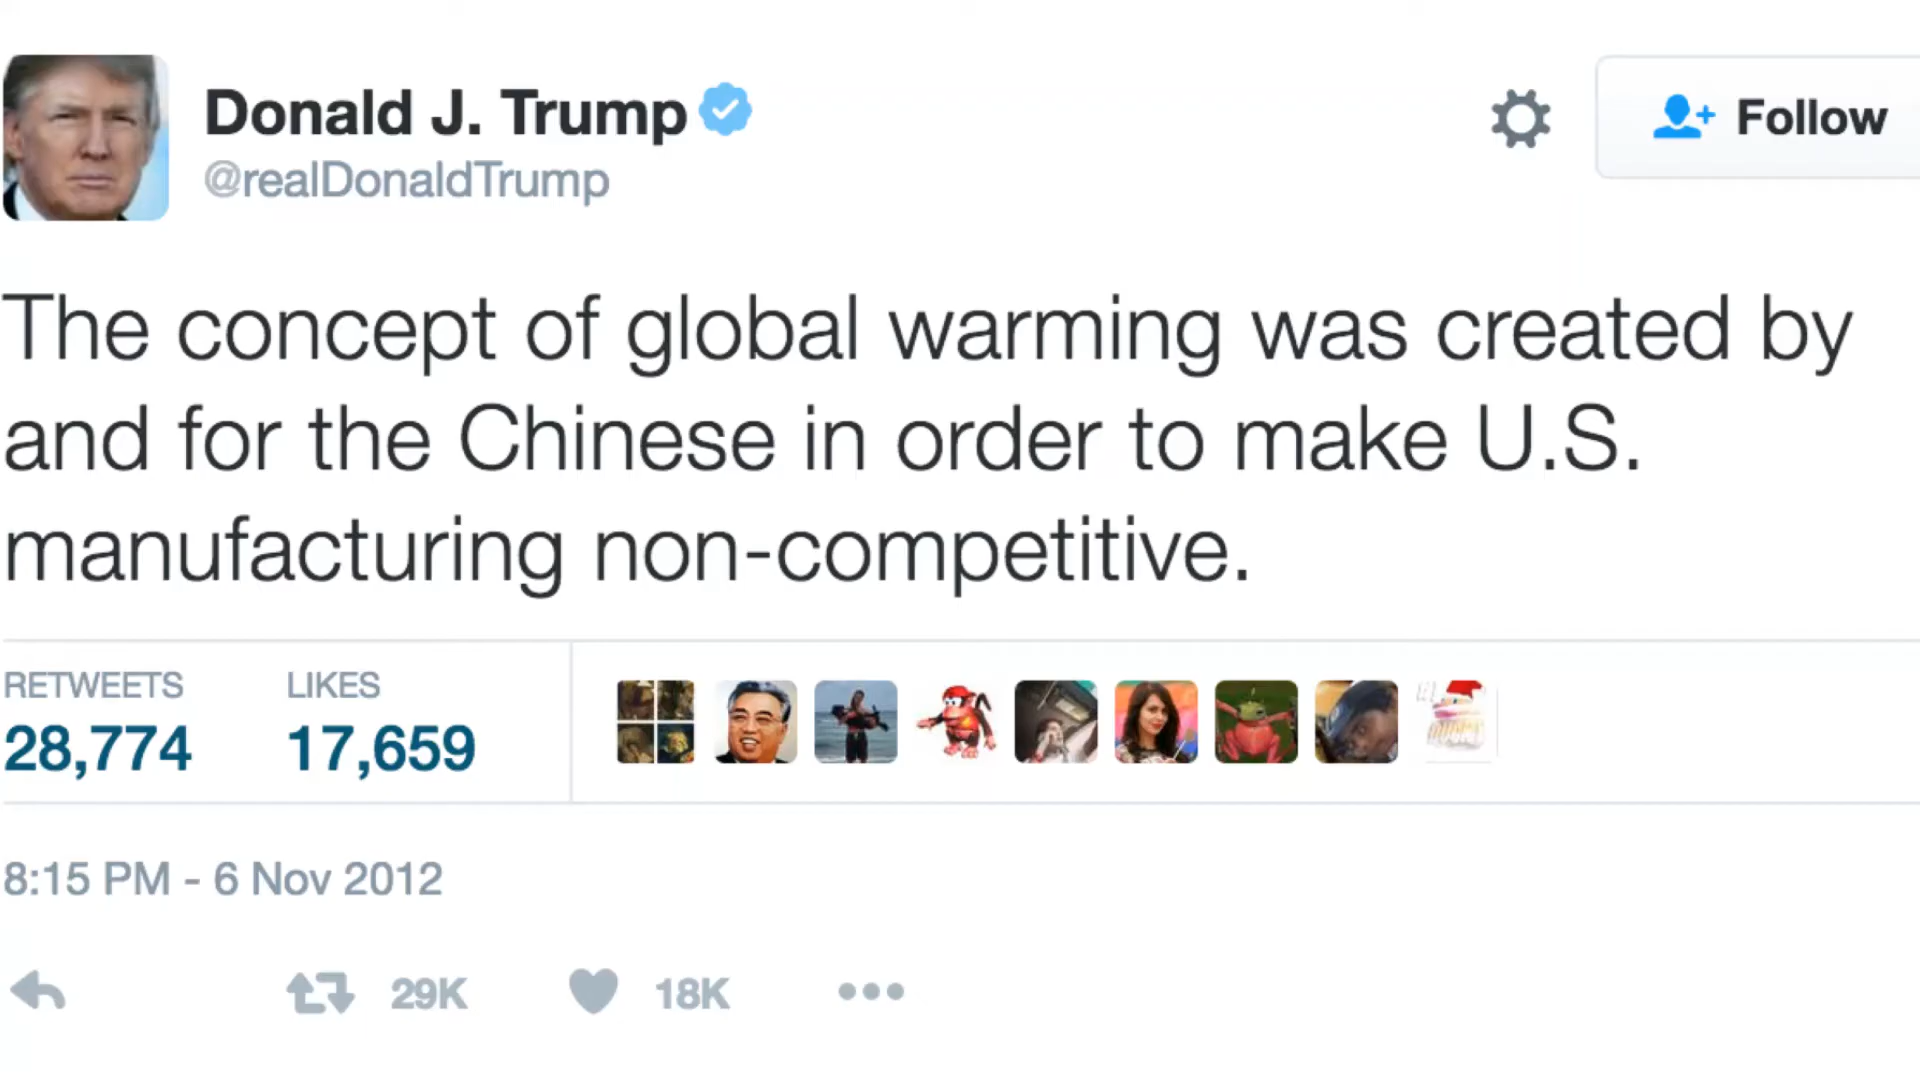 Donald J. Trump
Follow
@realDonaldTrump
The concept of global warming was created by
and for the Chinese in order to make U.S.
manufacturing non-competitive.
RETWEETS LIKES
28,774 17,659
8:15 PM - 6 Nov 2012
29K 18K